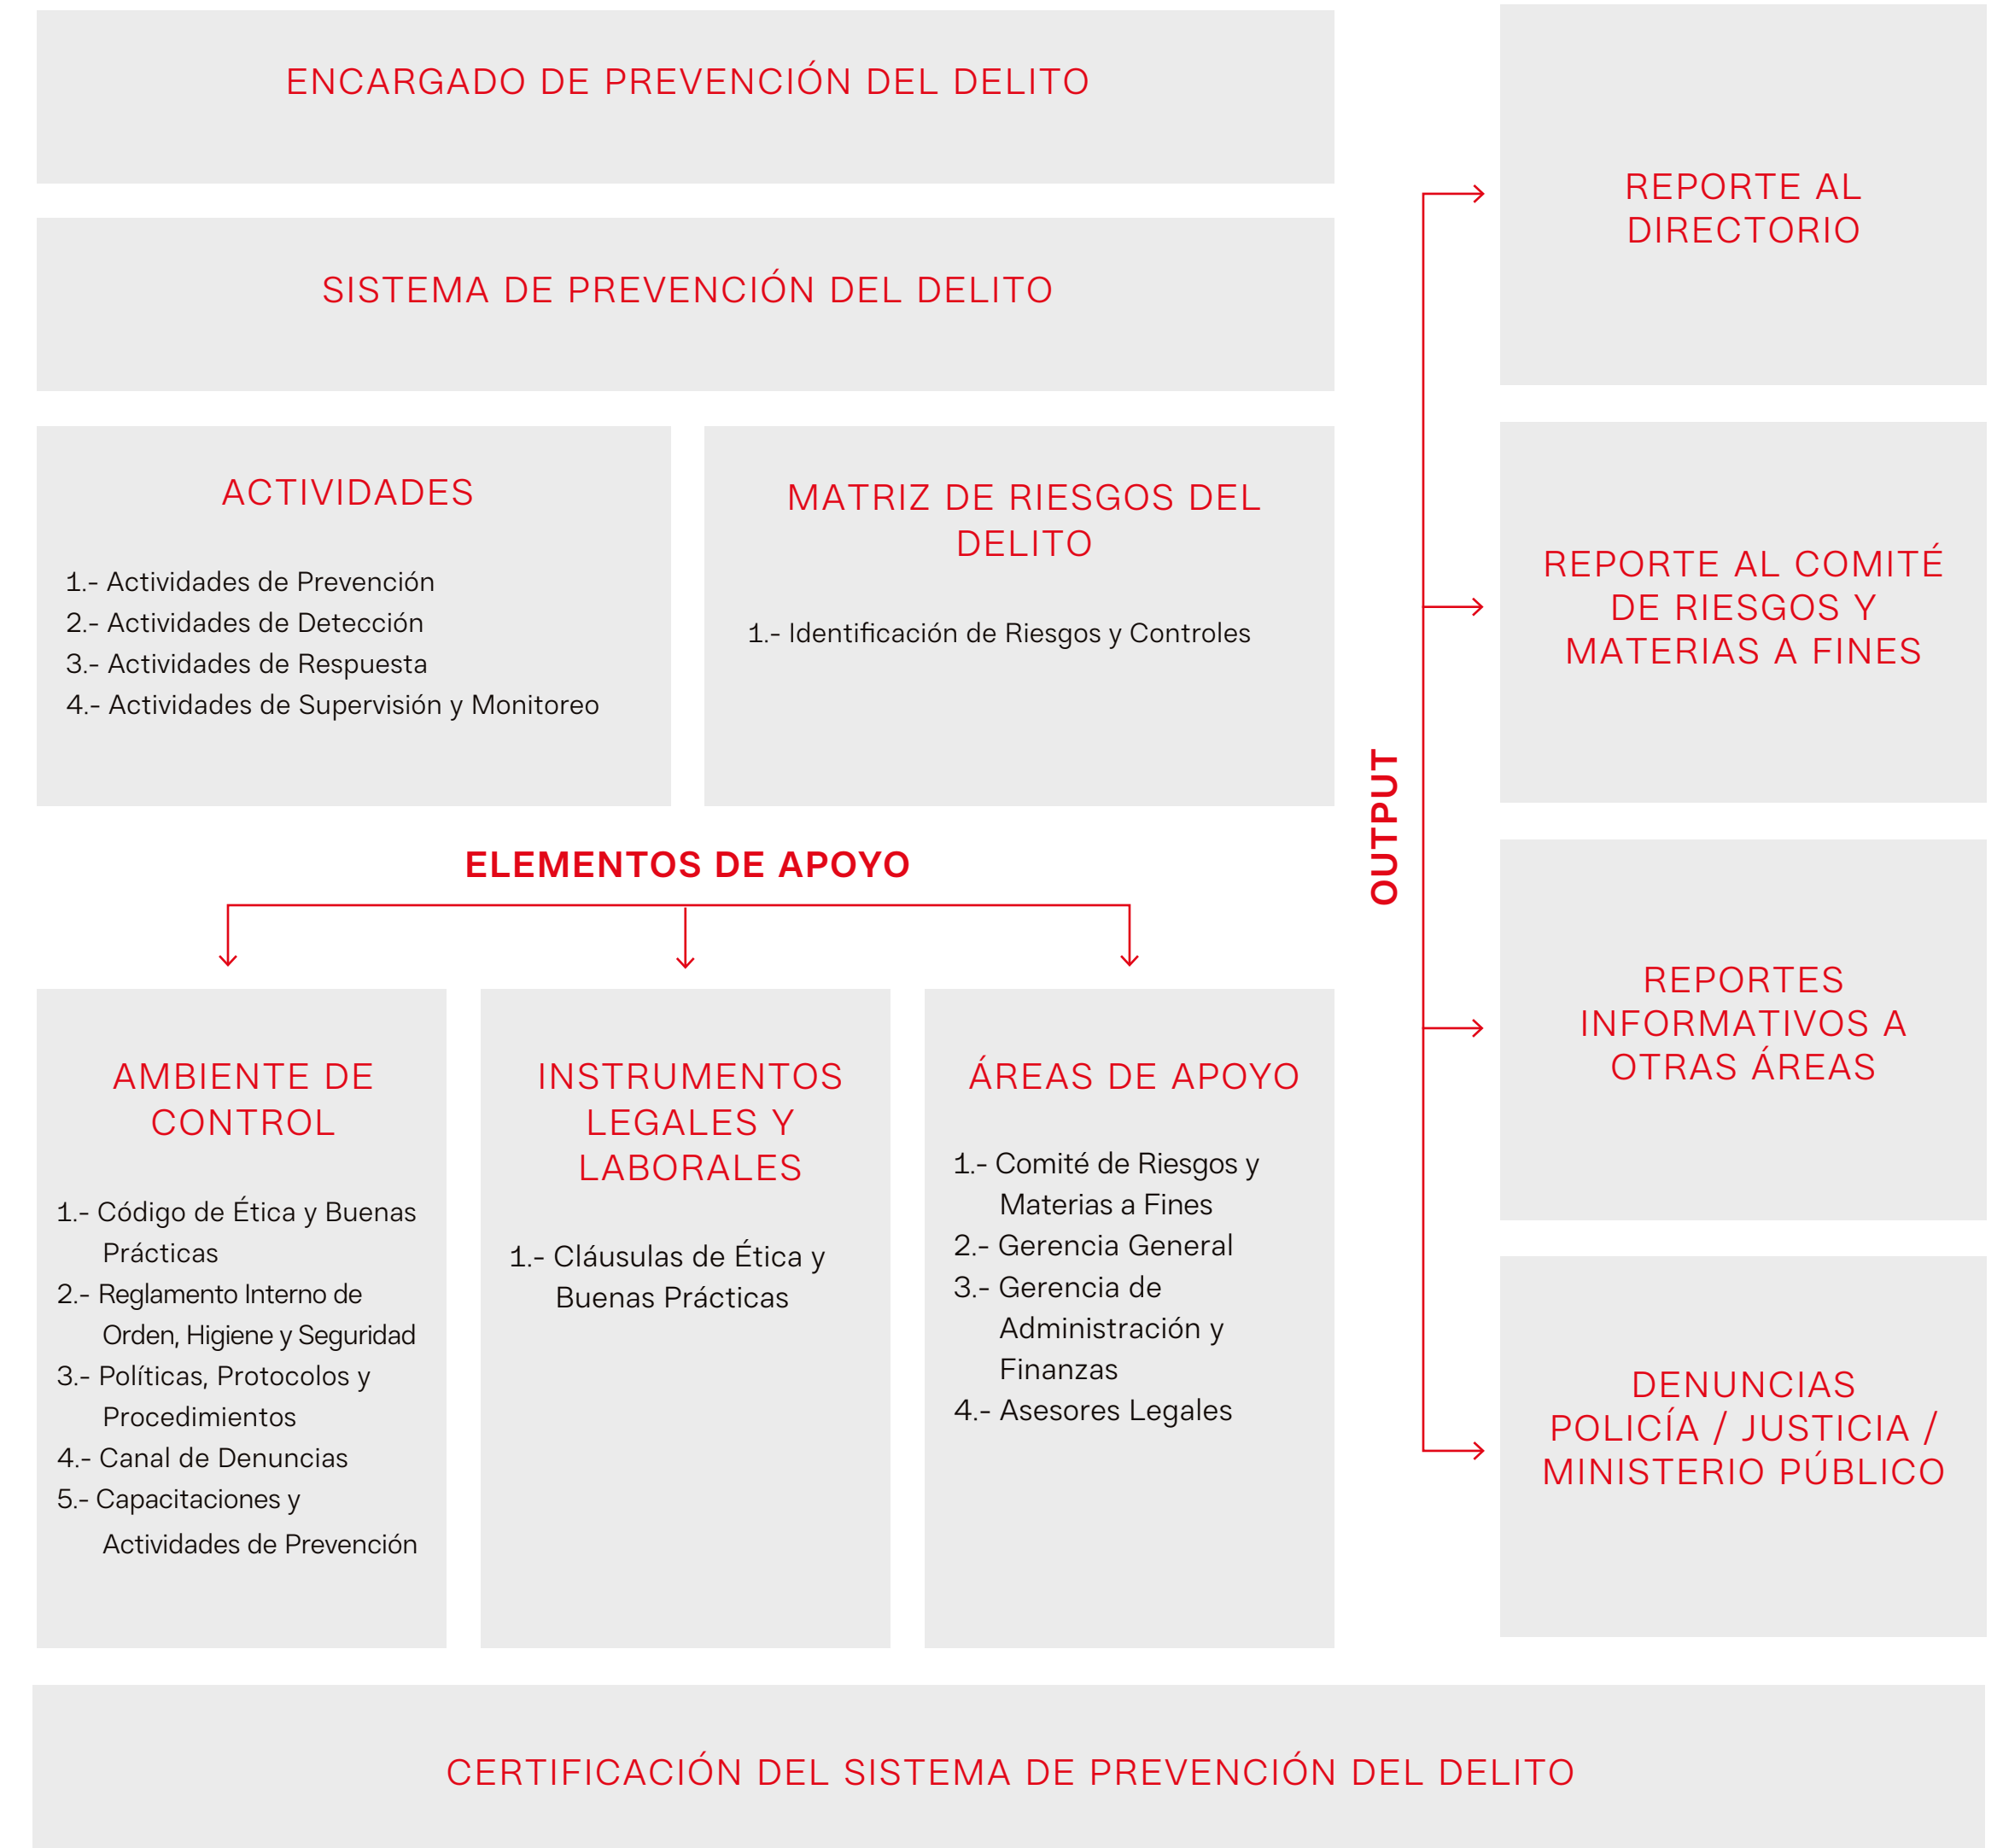 ENCARGADO DE PREVENCIÓN DEL DELITO
SISTEMA DE PREVENCIÓN DEL DELITO
ACTIVIDADES
1.- Actividades de Prevención
2.- Actividades de Detección
3.- Actividades de Respuesta
4.- Actividades de Supervisión y Monitoreo
MATRIZ DE RIESGOS DEL
DELITO
1.- Identificación de Riesgos y Controles
ELEMENTOS DE APOYO
AMBIENTE DE
CONTROL
1.- Código de Ética y Buenas
Prácticas
2.- Reglamento Interno de
Orden, Higiene y Seguridad
3.- Políticas, Protocolos y
Procedimientos
4.- Canal de Denuncias
5.- Capacitaciones y
Actividades de Prevención
INSTRUMENTOS
LEGALES Y
LABORALES
1.- Cláusulas de Ética y
Buenas Prácticas
ÁREAS DE APOYO
1.- Comité de Riesgos y
Materias a Fines
2.- Gerencia General
3.- Gerencia de
Administración y
Finanzas
4.- Asesores Legales
OUTPUT
REPORTE AL
DIRECTORIO
REPORTE AL COMITÉ
DE RIESGOS Y
MATERIAS A FINES
REPORTES
INFORMATIVOS A
OTRAS ÁREAS
DENUNCIAS
POLICÍA / JUSTICIA /
MINISTERIO PÚBLICO
CERTIFICACIÓN DEL SISTEMA DE PREVENCIÓN DEL DELITO